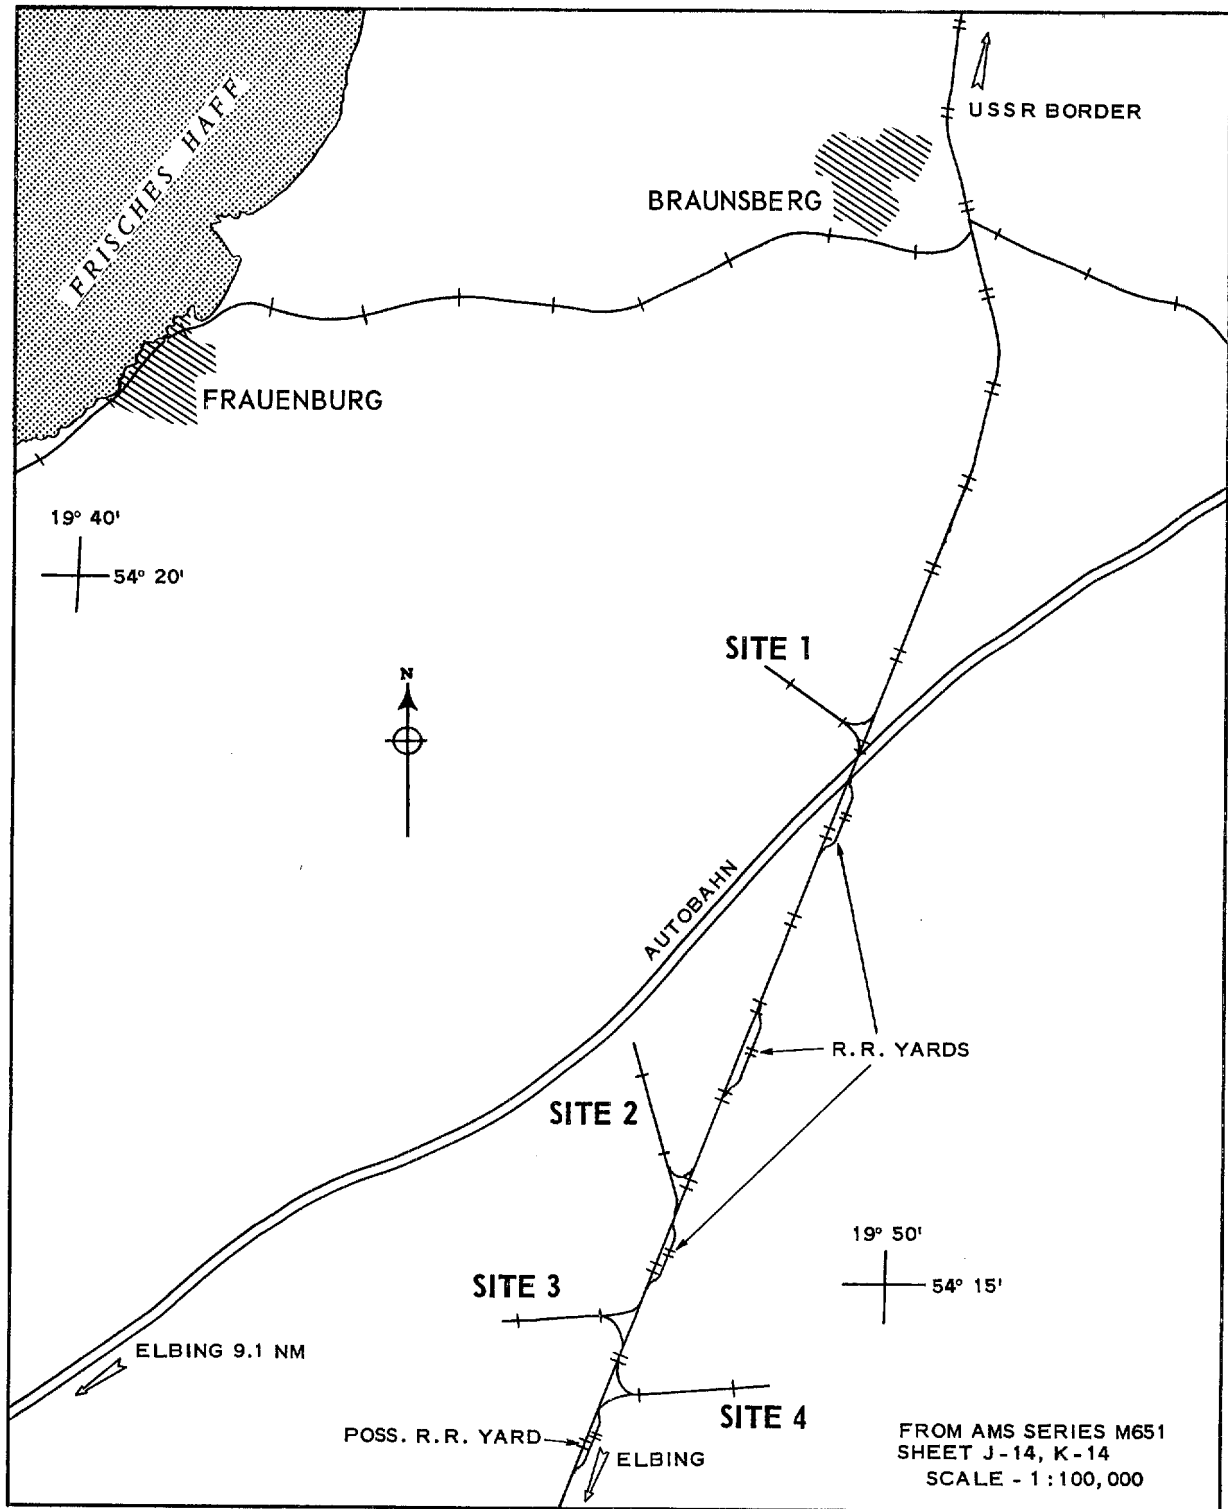 USSR BORDER
BRAUNSBERG
FRISCHES HAFF
FRAUENBURG
19° 40'
54° 20'
SITE 1
N
AUTOBAHN
R.R. YARDS
SITE 2
19° 50'
54° 15'
SITE 3
ELBING 9.1 NM
SITE 4
POSS. R.R. YARD
ELBING
FROM AMS SERIES M651
SHEET J-14, K-14
SCALE - 1:100,000